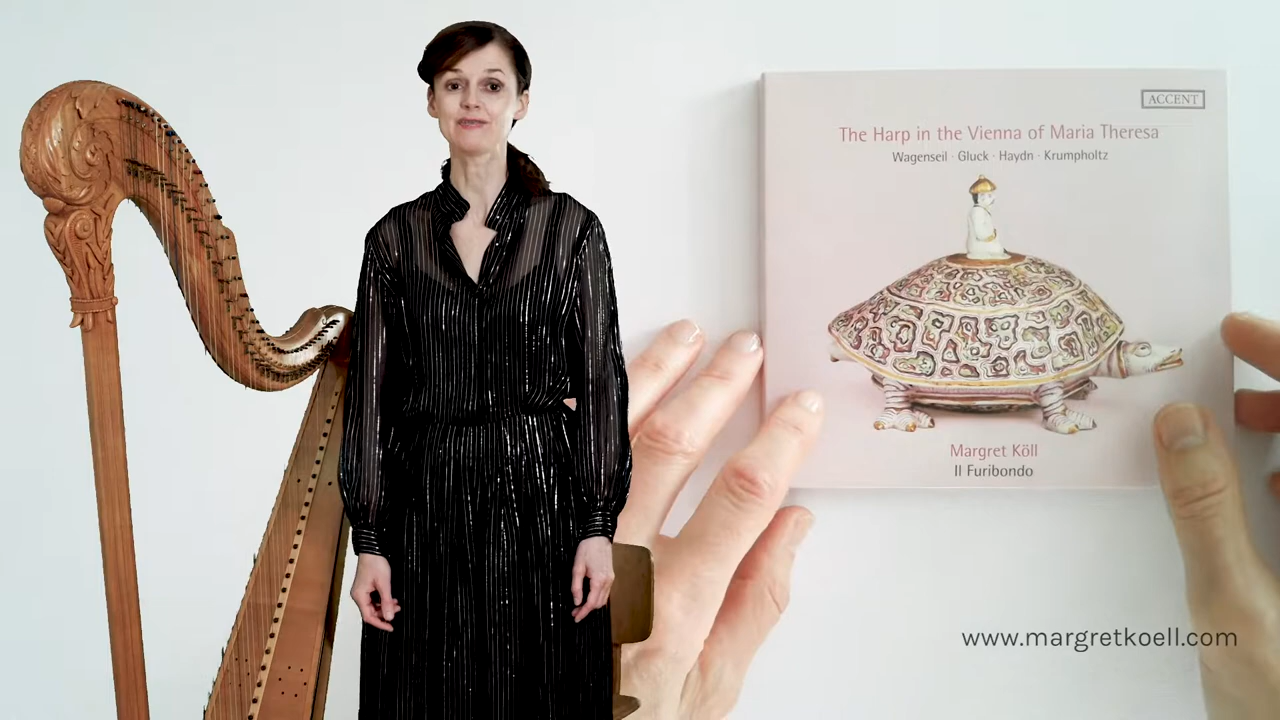 ACCENT
The Harp in the Vienna of Maria Theresa
Wagenseil · Gluck · Haydn · Krumpholtz
Margret Köll
Il Furibondo
www.margretkoell.com